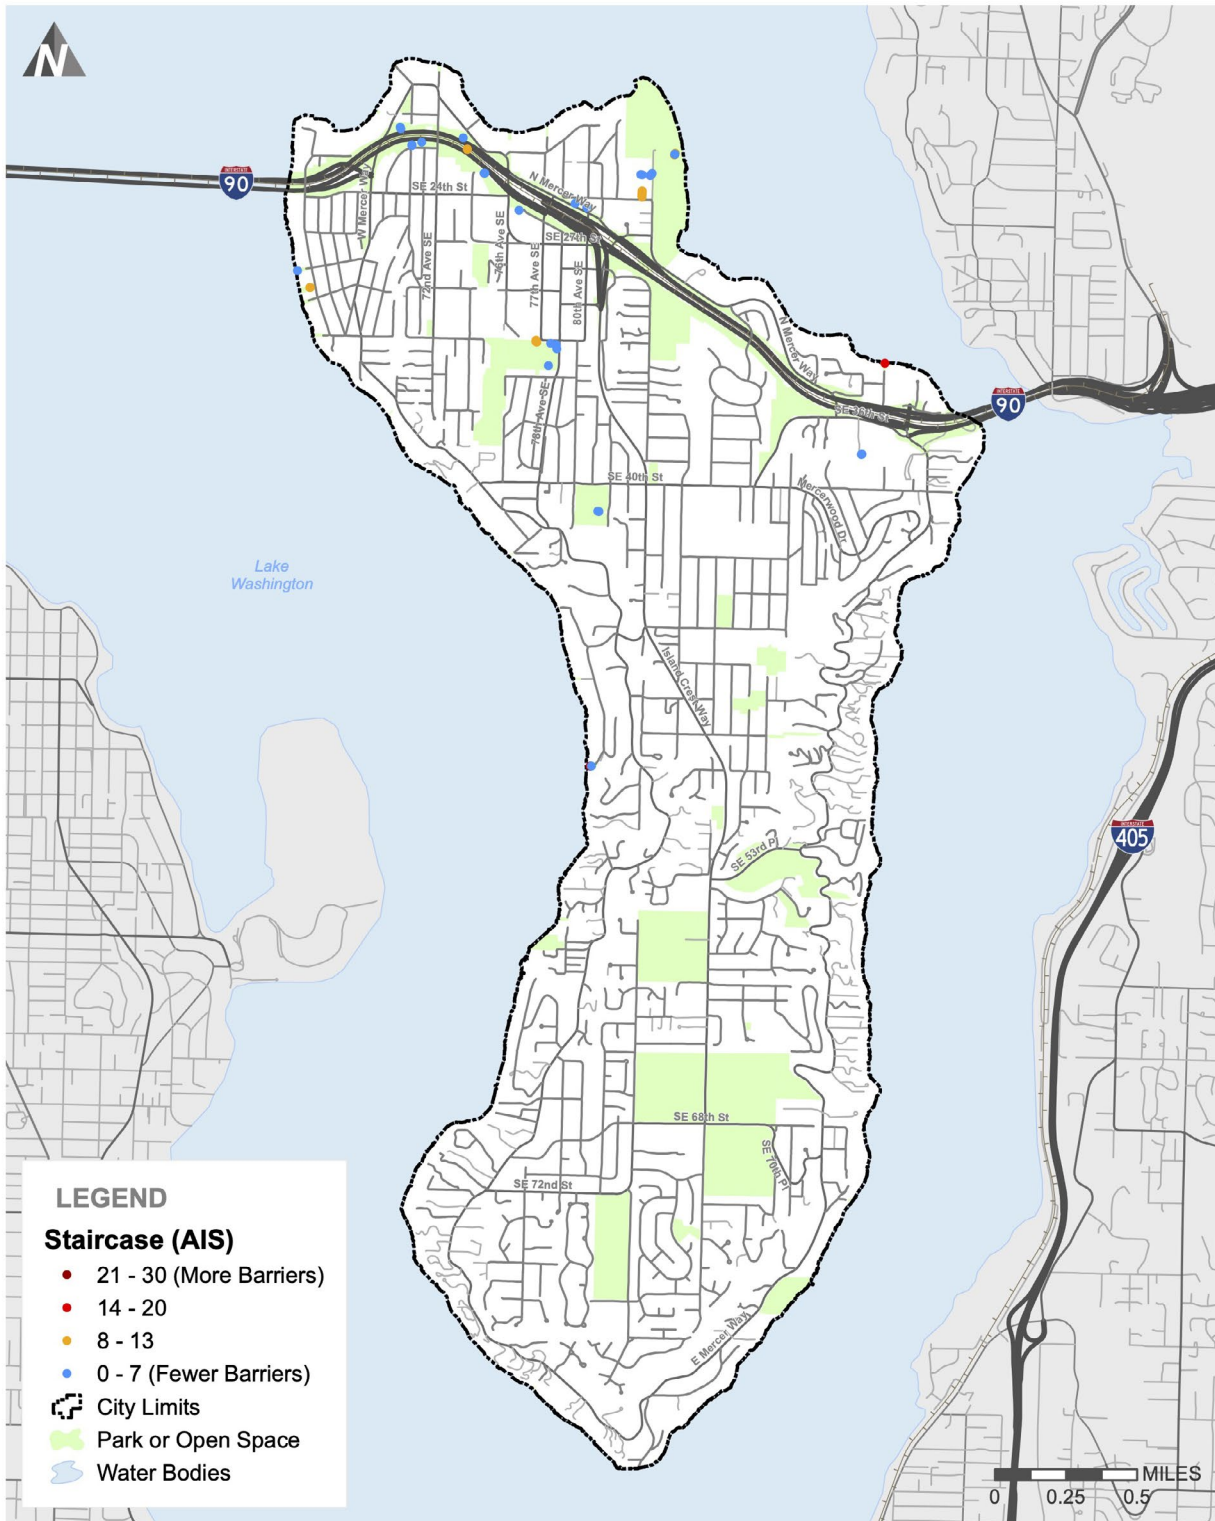 N
INTERSTATE
90
SE 24th St
W Mercer Way
N Mercer Way
72nd Ave SE
76th Ave SE
77th Ave SE
SE 27th St
80th Ave SE
N Mercer Way
INTERSTATE
90
SE 36th St
78th Ave SE
SE 40th St
Mercerwood Dr
Lake
Washington
Island Crest Way
INTERSTATE
405
SE 53rd Pl
SE 68th St
SE 70th Pl
SE 72nd St
E Mercer Way
LEGEND
Staircase (AIS)
21 - 30 (More Barriers)
14 - 20
8 - 13
0 - 7 (Fewer Barriers)
City Limits
Park or Open Space
Water Bodies
MILES
0 0.25 0.5